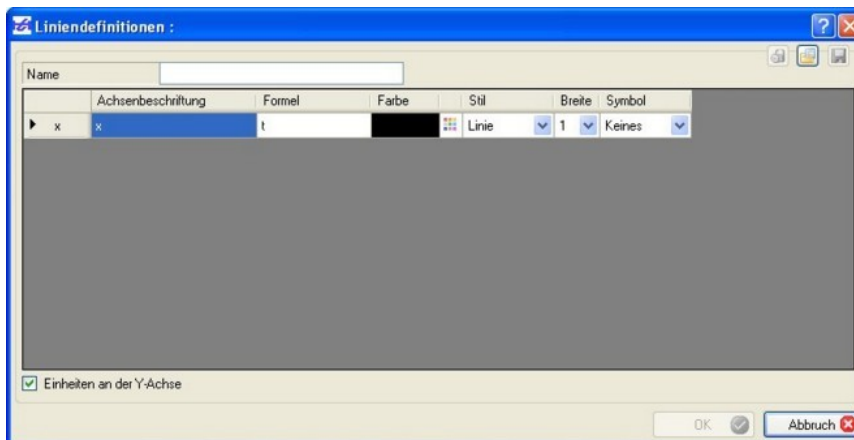 Liniendefinitionen :
Name
Achsenbeschriftung Formel Farbe Stil Breite Symbol
x x t Linie 1 Keines
Einheiten an der Y-Achse
OK Abbruch